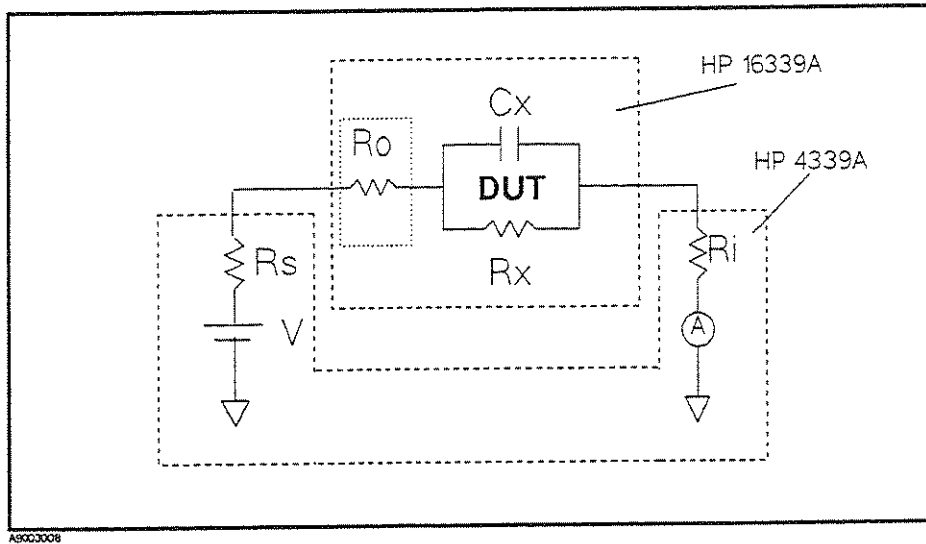 HP 16339A
Cx
Ro
HP 4339A
DUT
Rs
Ri
Rx
V
A
A9003008